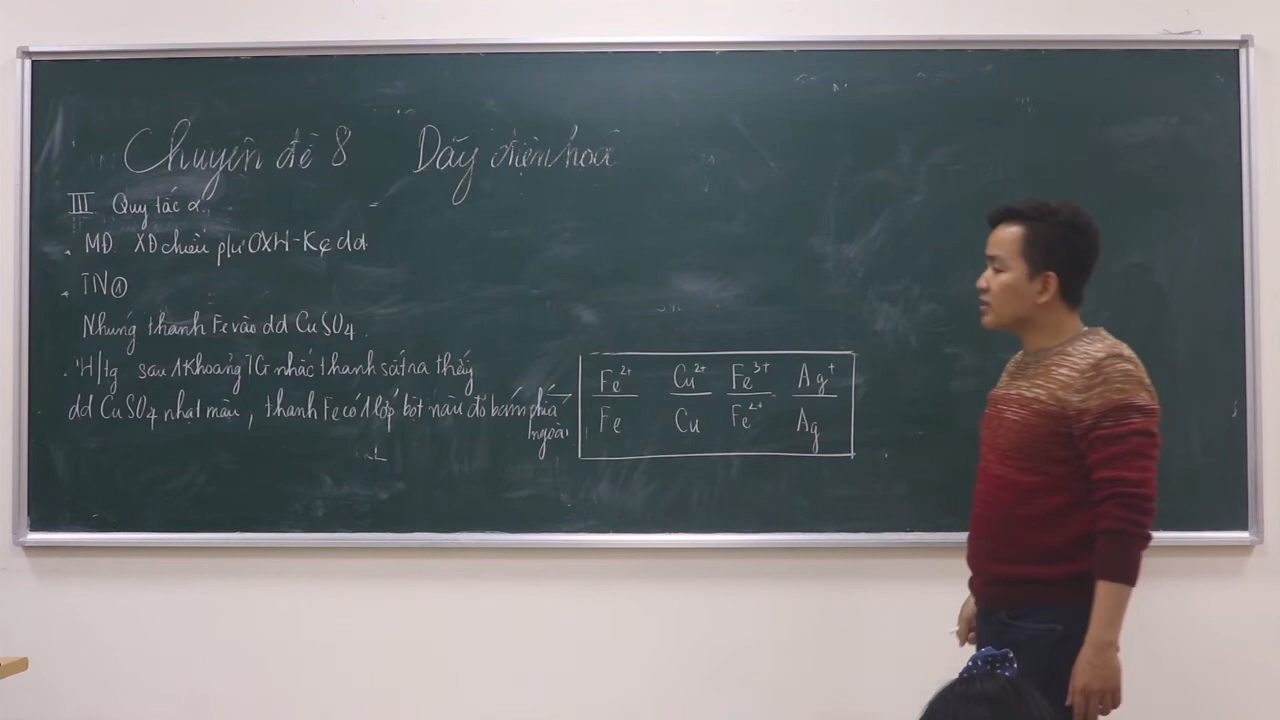 Chuyên đề 8 Dãy điện hoá
III Quy tắc α
. MĐ XĐ chiều pư OXH-K ở dd
. TN①
Nhúng thanh Fe vào dd CuSO4.
. H/tg sau 1 khoảng TG nhấc thanh sắt ra thấy
dd CuSO4 nhạt màu, thanh Fe có 1 lớp bột nâu đỏ bám phía
ngoài
Fe²⁺ Cu²⁺ Fe³⁺ Ag⁺
Fe Cu Fe²⁺ Ag